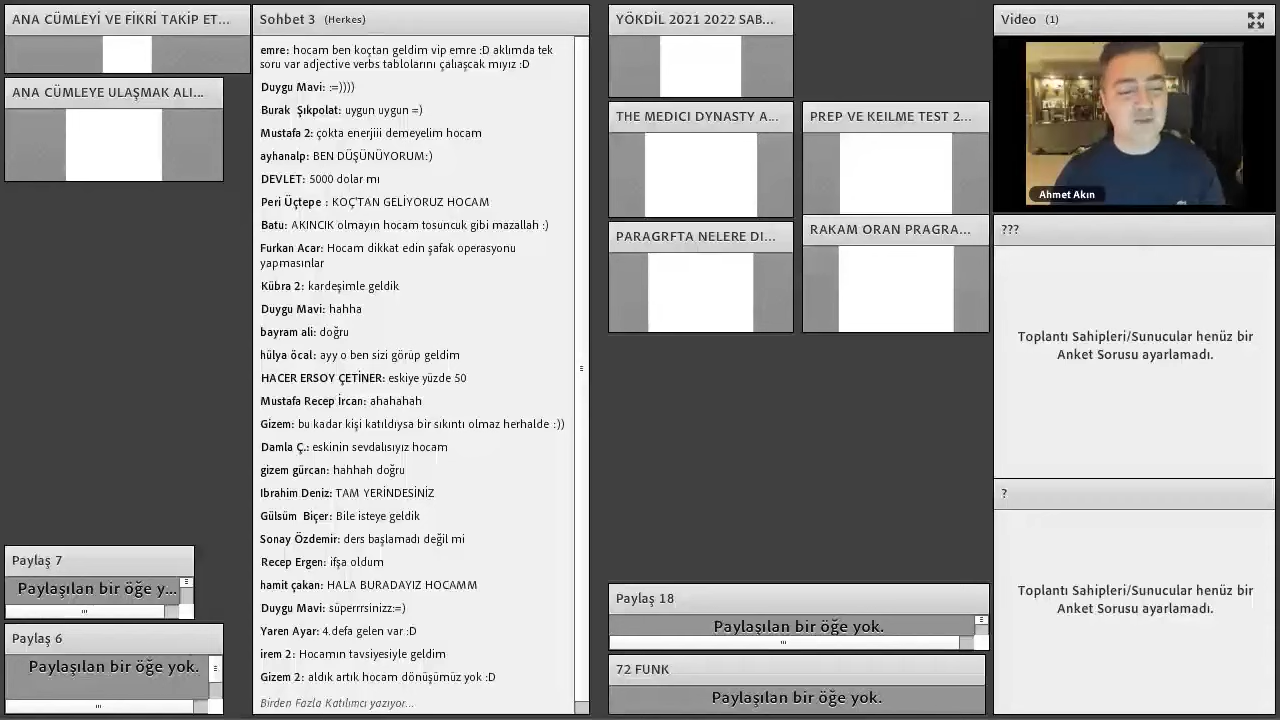 ANA CÜMLEYİ VE FİKRİ TAKİP ET...
ANA CÜMLEYE ULAŞMAK ALI...
Paylaş 7
Paylaşılan bir öğe y...
Paylaş 6
Paylaşılan bir öğe yok.
Sohbet 3 (Herkes)
emre: hocam ben koçtan geldim vip emre :D aklımda tek
soru var adjective verbs tablolarını çalıaşcak mıyız :D
Duygu Mavi: :=))))
Burak Şıkpolat: uygun uygun =)
Mustafa 2: çokta enerjiii demeyelim hocam
ayhanalp: BEN DÜŞÜNÜYORUM:)
DEVLET: 5000 dolar mı
Peri Üçtepe : KOÇTAN GELİYORUZ HOCAM
Batu: AKINCIK olmayın hocam tosuncuk gibi mazallah :)
Furkan Acar: Hocam dikkat edin şafak operasyonu
yapmasınlar
Kübra 2: kardeşimle geldik
Duygu Mavi: hahha
bayram ali: doğru
hülya öcal: ayy o ben sizi görüp geldim
HACER ERSOY ÇETİNER: eskiye yüzde 50
Mustafa Recep İrcan: ahahahah
Gizem: bu kadar kişi katıldıysa bir sıkıntı olmaz herhalde :))
Damla Ç.: eskinin sevdalısıyız hocam
gizem gürcan: hahhah doğru
Ibrahim Deniz: TAM YERİNDESİNİZ
Gülsüm Biçer: Bile isteye geldik
Sonay Özdemir: ders başlamadı değil mi
Recep Ergen: ifşa oldum
hamit çakan: HALA BURADAYIZ HOCAMM
Duygu Mavi: süperrrsinizz:=)
Yaren Ayar: 4.defa gelen var :D
irem 2: Hocamın tavsiyesiyle geldim
Gizem 2: aldık artık hocam dönüşümüz yok :D
Birden Fazla Katılımcı yazıyor...
YÖKDİL 2021 2022 SAB...
THE MEDICI DYNASTY A...
PREP VE KEILME TEST 2...
PARAGRFTA NELERE DI...
RAKAM ORAN PRAGRA...
Paylaş 18
Paylaşılan bir öğe yok.
72 FUNK
Paylaşılan bir öğe yok.
Video (1)
Ahmet Akın
???
Toplantı Sahipleri/Sunucular henüz bir
Anket Sorusu ayarlamadı.
?
Toplantı Sahipleri/Sunucular henüz bir
Anket Sorusu ayarlamadı.